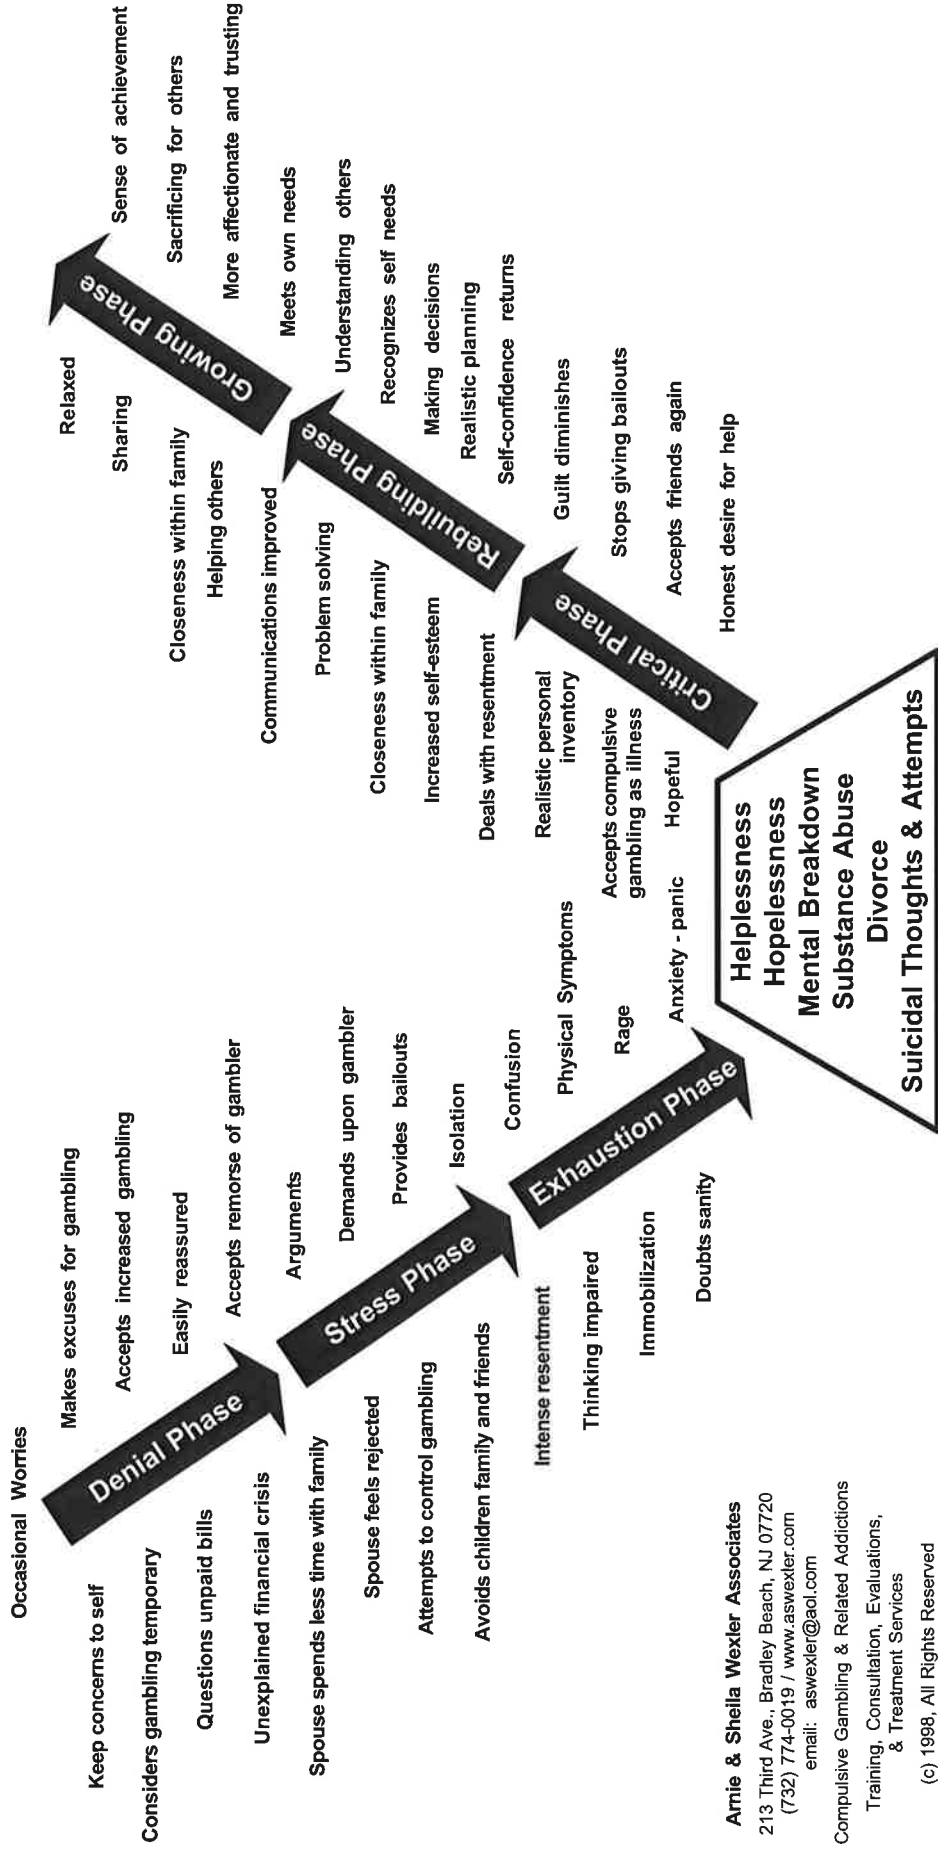 Occasional Worries
Makes excuses for gambling
Accepts increased gambling
Easily reassured
Accepts remorse of gambler
Denial Phase
Keep concerns to self
Considers gambling temporary
Questions unpaid bills
Unexplained financial crisis
Spouse spends less time with family
Arguments
Demands upon gambler
Provides bailouts
Isolation
Stress Phase
Spouse feels rejected
Attempts to control gambling
Avoids children family and friends
Confusion
Physical Symptoms
Rage
Anxiety - panic
Exhaustion Phase
Intense resentment
Thinking impaired
Immobilization
Doubts sanity
Helplessness
Hopelessness
Mental Breakdown
Substance Abuse
Divorce
Suicidal Thoughts & Attempts
Hopeful
Accepts compulsive
gambling as illness
Realistic personal
inventory
Deals with resentment
Critical Phase
Honest desire for help
Accepts friends again
Stops giving bailouts
Guilt diminishes
Increased self-esteem
Closeness within family
Problem solving
Communications improved
Rebuilding Phase
Self-confidence returns
Realistic planning
Making decisions
Recognizes self needs
Understanding others
Meets own needs
Helping others
Closeness within family
Sharing
Relaxed
Growing Phase
More affectionate and trusting
Sacrificing for others
Sense of achievement
Arnie & Sheila Wexler Associates
213 Third Ave., Bradley Beach, NJ 07720
(732) 774-0019 / www.aswexler.com
email: aswexler@aol.com
Compulsive Gambling & Related Addictions
Training, Consultation, Evaluations,
& Treatment Services
(c) 1998, All Rights Reserved